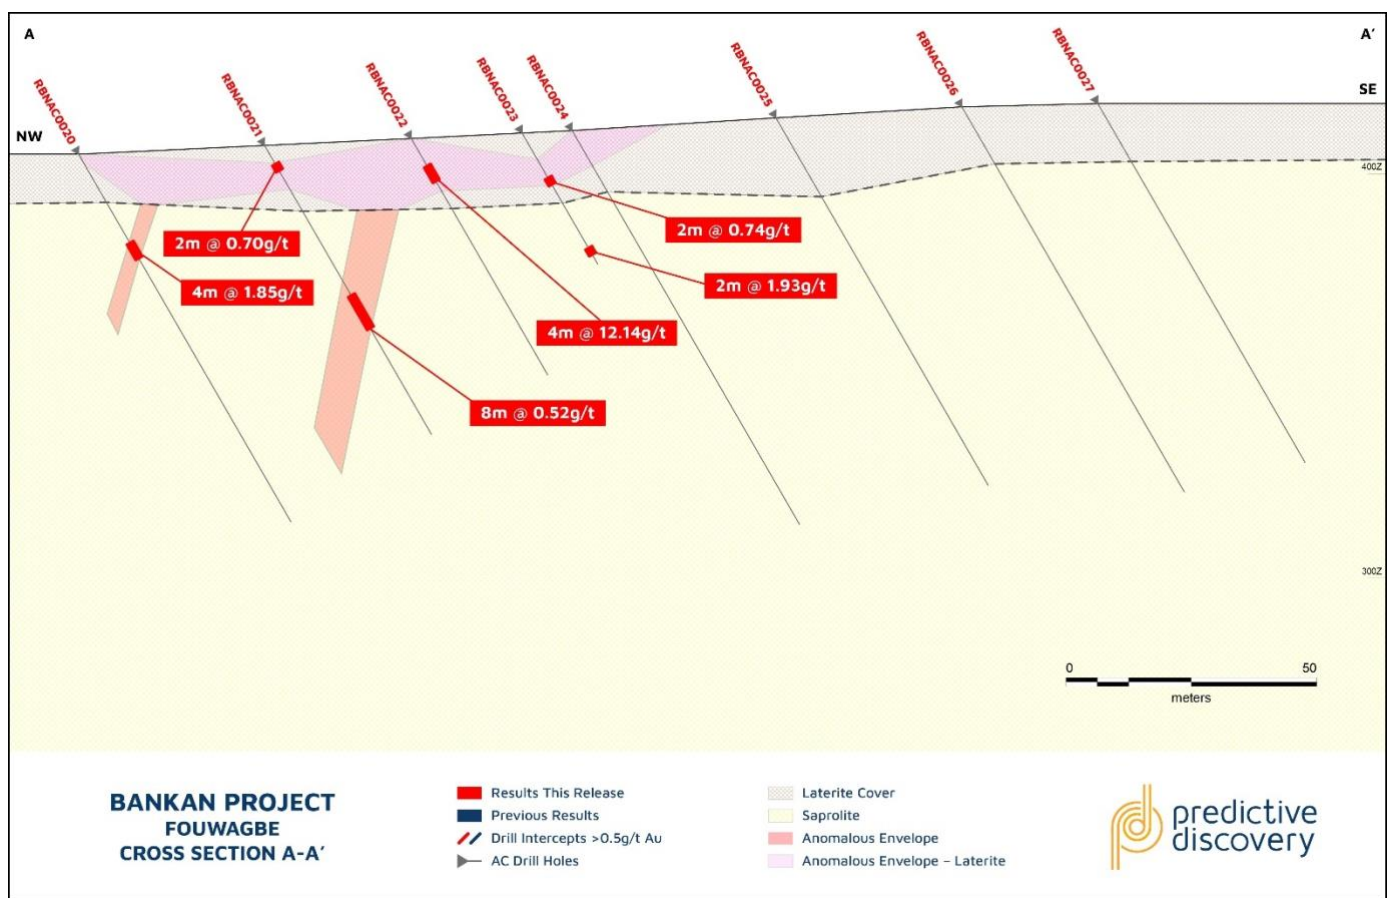 A
A'
RBNAC0020
RBNAC0021
RBNAC0022
RBNAC0023
RBNAC0024
RBNAC0025
RBNAC0026
RBNAC0027
NW
SE
400Z
2m @ 0.70g/t
4m @ 1.85g/t
2m @ 0.74g/t
2m @ 1.93g/t
4m @ 12.14g/t
8m @ 0.52g/t
300Z
0 50
meters
BANKAN PROJECT
FOUWAGBE
CROSS SECTION A-A'
Results This Release
Previous Results
Drill Intercepts >0.5g/t Au
AC Drill Holes
Laterite Cover
Saprolite
Anomalous Envelope
Anomalous Envelope – Laterite
predictive
discovery